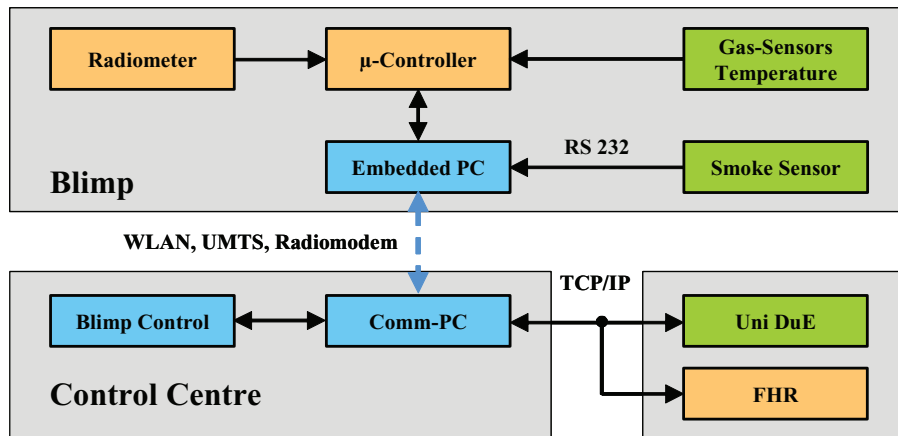 Radiometer
μ-Controller
Gas-Sensors
Temperature
RS 232
Embedded PC
Smoke Sensor
Blimp
WLAN, UMTS, Radiomodem
TCP/IP
Blimp Control
Comm-PC
Uni DuE
Control Centre
FHR